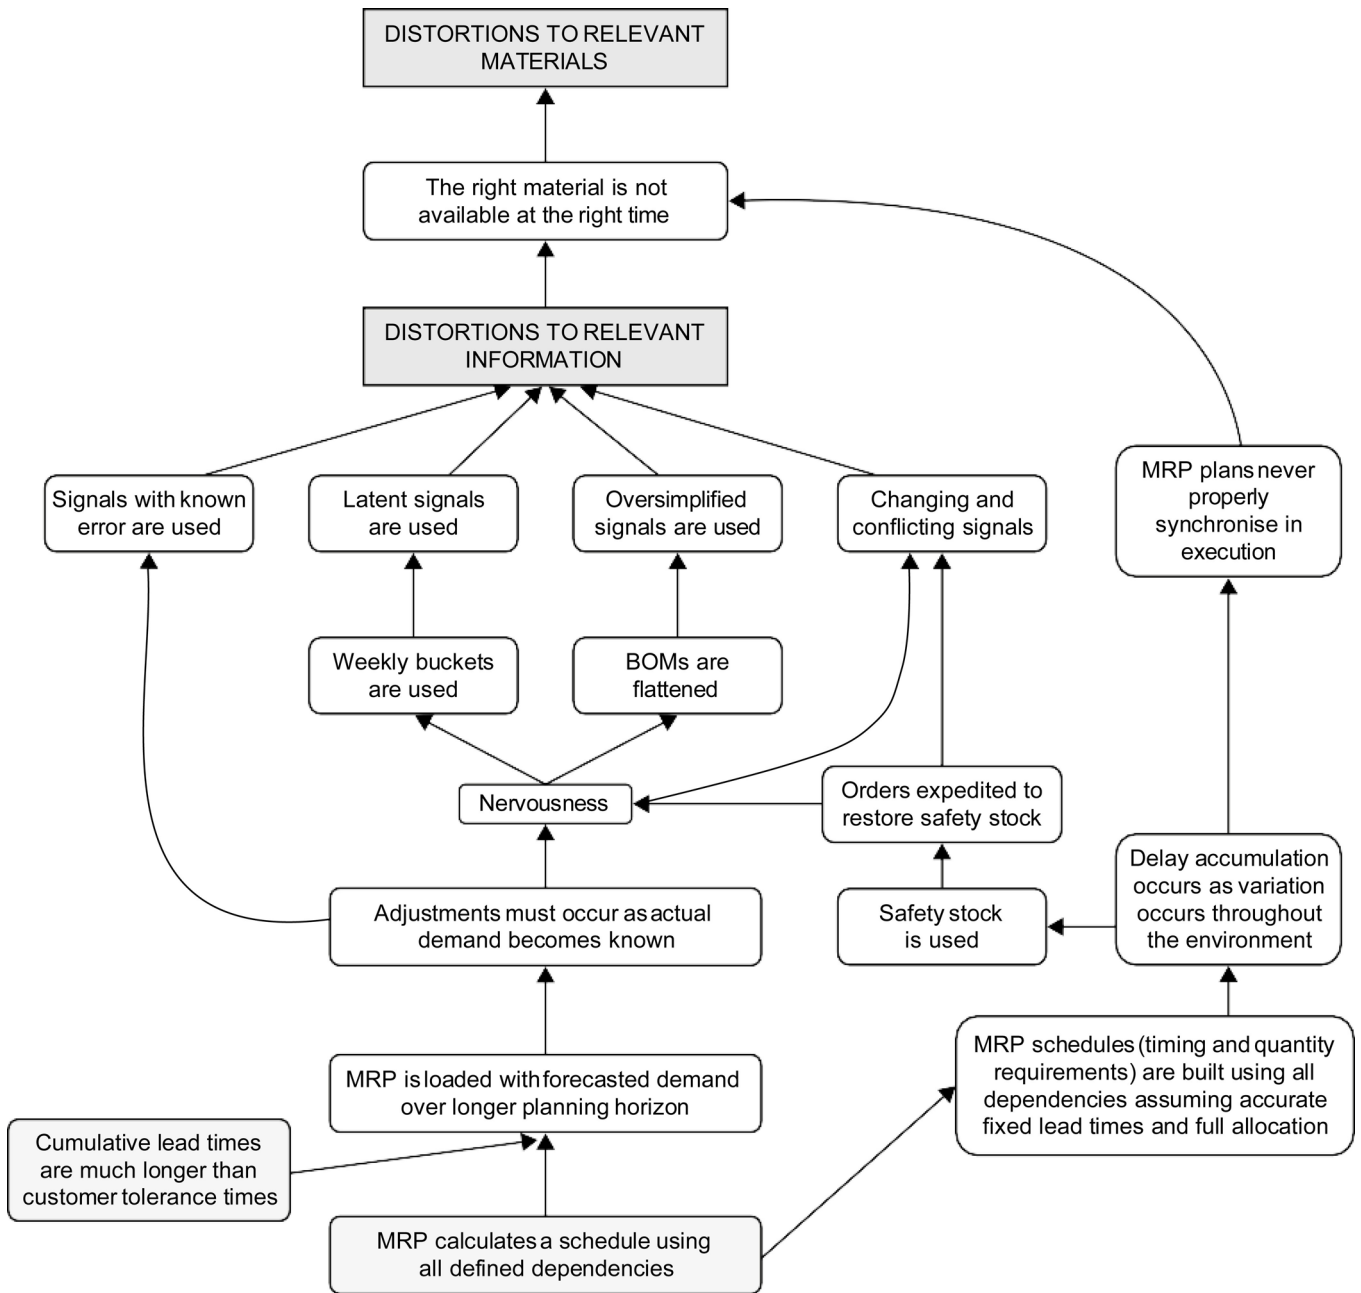 DISTORTIONS TO RELEVANT
MATERIALS
The right material is not
available at the right time
DISTORTIONS TO RELEVANT
INFORMATION
Signals with known
error are used
Latent signals
are used
Oversimplified
signals are used
Changing and
conflicting signals
MRP plans never
properly
synchronise in
execution
Weekly buckets
are used
BOMs are
flattened
Nervousness
Orders expedited to
restore safety stock
Delay accumulation
occurs as variation
occurs throughout
the environment
Adjustments must occur as actual
demand becomes known
Safety stock
is used
MRP is loaded with forecasted demand
over longer planning horizon
MRP schedules (timing and quantity
requirements) are built using all
dependencies assuming accurate
fixed lead times and full allocation
Cumulative lead times
are much longer than
customer tolerance times
MRP calculates a schedule using
all defined dependencies